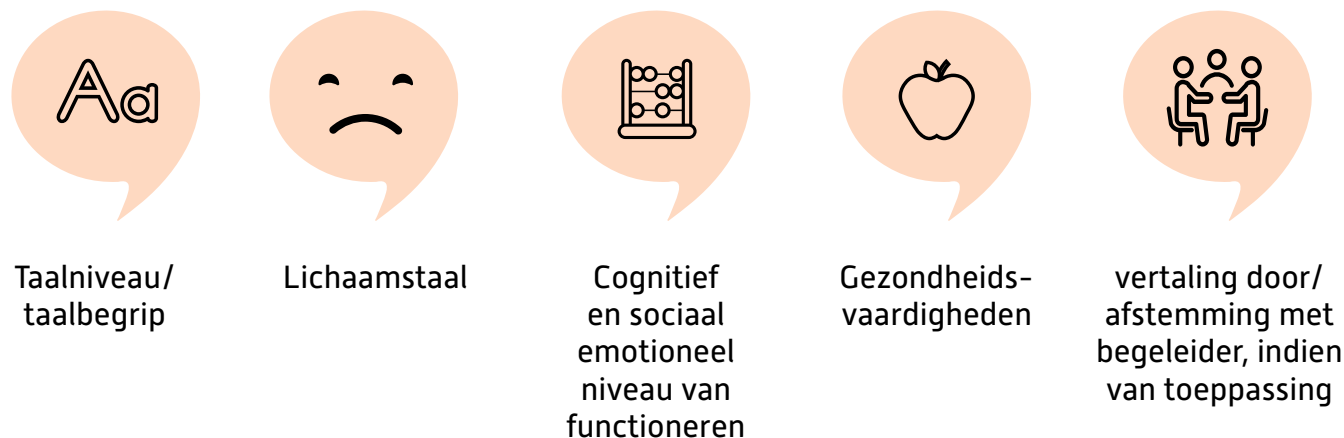 Aa
Taalniveau/
taalbegrip
Lichaamstaal
Cognitief
en sociaal
emotioneel
niveau van
functioneren
Gezondheids-
vaardigheden
vertaling door/
afstemming met
begeleider, indien
van toeppassing